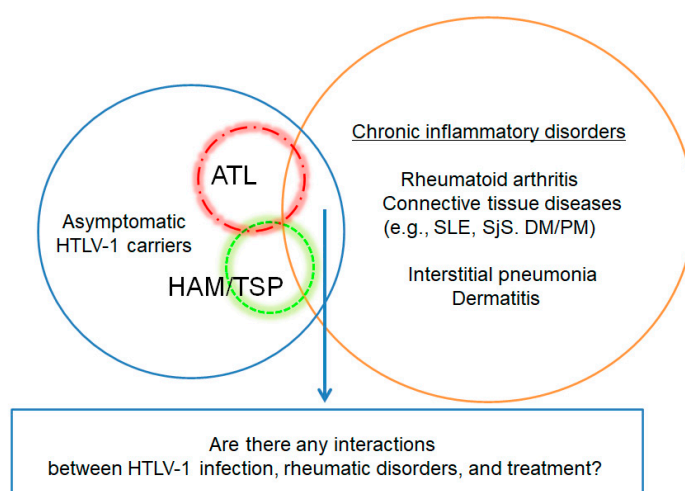 Chronic inflammatory disorders
ATL
Rheumatoid arthritis
Connective tissue diseases
(e.g., SLE, SjS. DM/PM)
Asymptomatic
HTLV-1 carriers
HAM/TSP
Interstitial pneumonia
Dermatitis
Are there any interactions
between HTLV-1 infection, rheumatic disorders, and treatment?